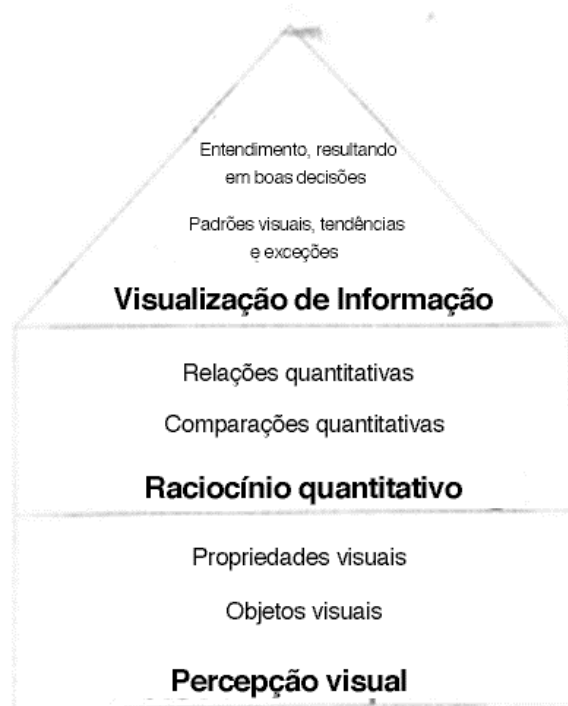 Entendimento, resultando
em boas decisões
Padrões visuais, tendências
e exceções
Visualização de Informação
Relações quantitativas
Comparações quantitativas
Raciocínio quantitativo
Propriedades visuais
Objetos visuais
Percepção visual